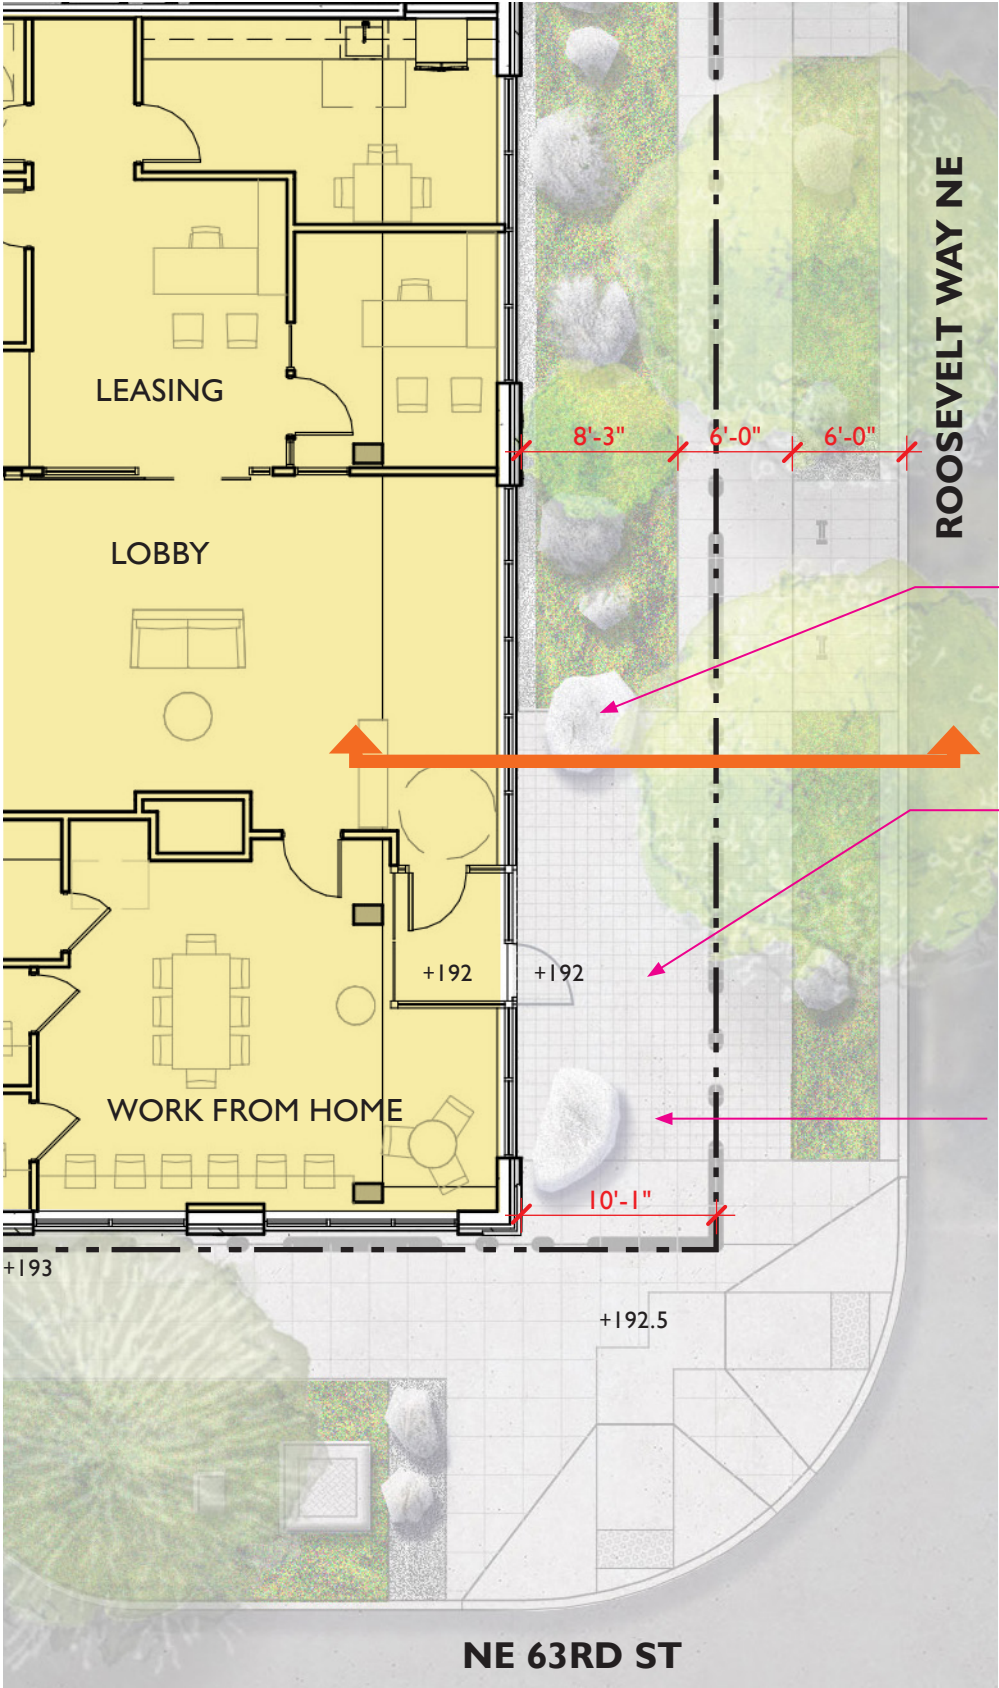 ROOSEVELT WAY NE
LEASING
8'-3"
6'-0"
6'-0"
LOBBY
+192
+192
WORK FROM HOME
10'-1"
+193
+192.5
NE 63RD ST